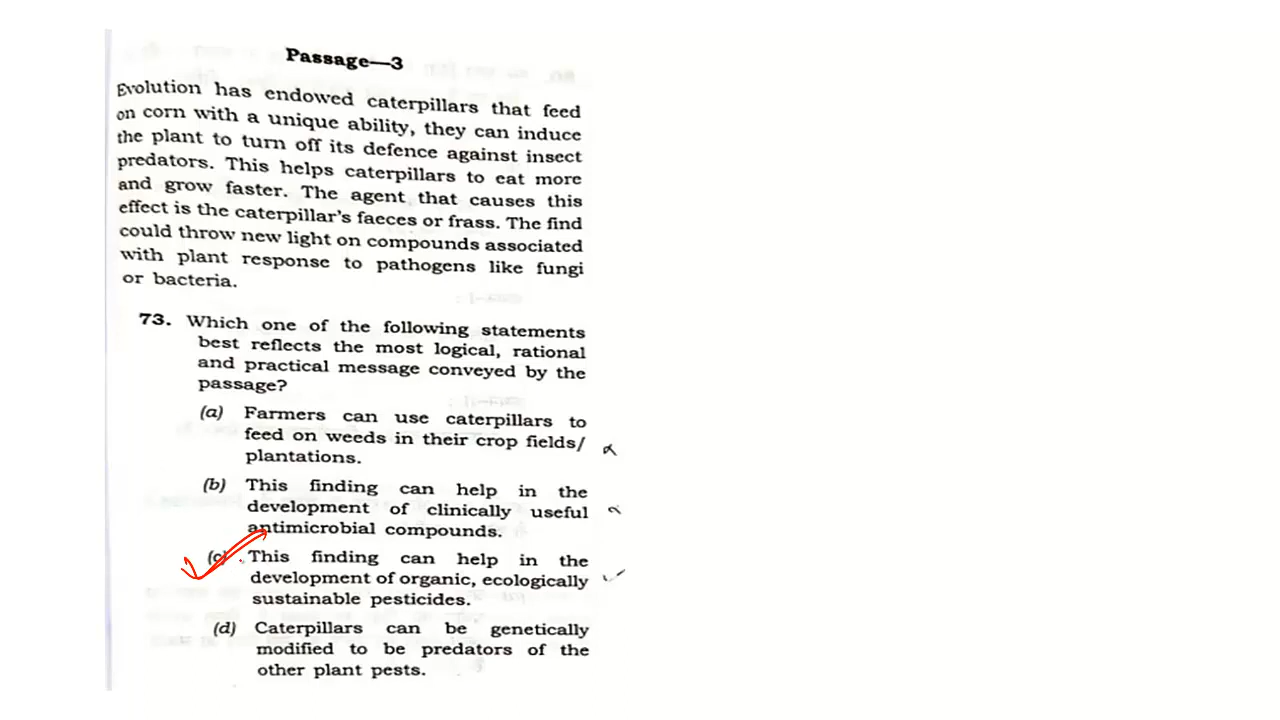 Passage—3
Evolution has endowed caterpillars that feed
on corn with a unique ability, they can induce
the plant to turn off its defence against insect
predators. This helps caterpillars to eat more
and grow faster. The agent that causes this
effect is the caterpillar's faeces or frass. The find
could throw new light on compounds associated
with plant response to pathogens like fungi
or bacteria.
73. Which one of the following statements
best reflects the most logical, rational
and practical message conveyed by the
passage?
(a) Farmers can use caterpillars to
feed on weeds in their crop fields/
plantations.
(b) This finding can help in the
development of clinically useful
antimicrobial compounds.
(c) This finding can help in the
development of organic, ecologically
sustainable pesticides.
(d) Caterpillars can be genetically
modified to be predators of the
other plant pests.